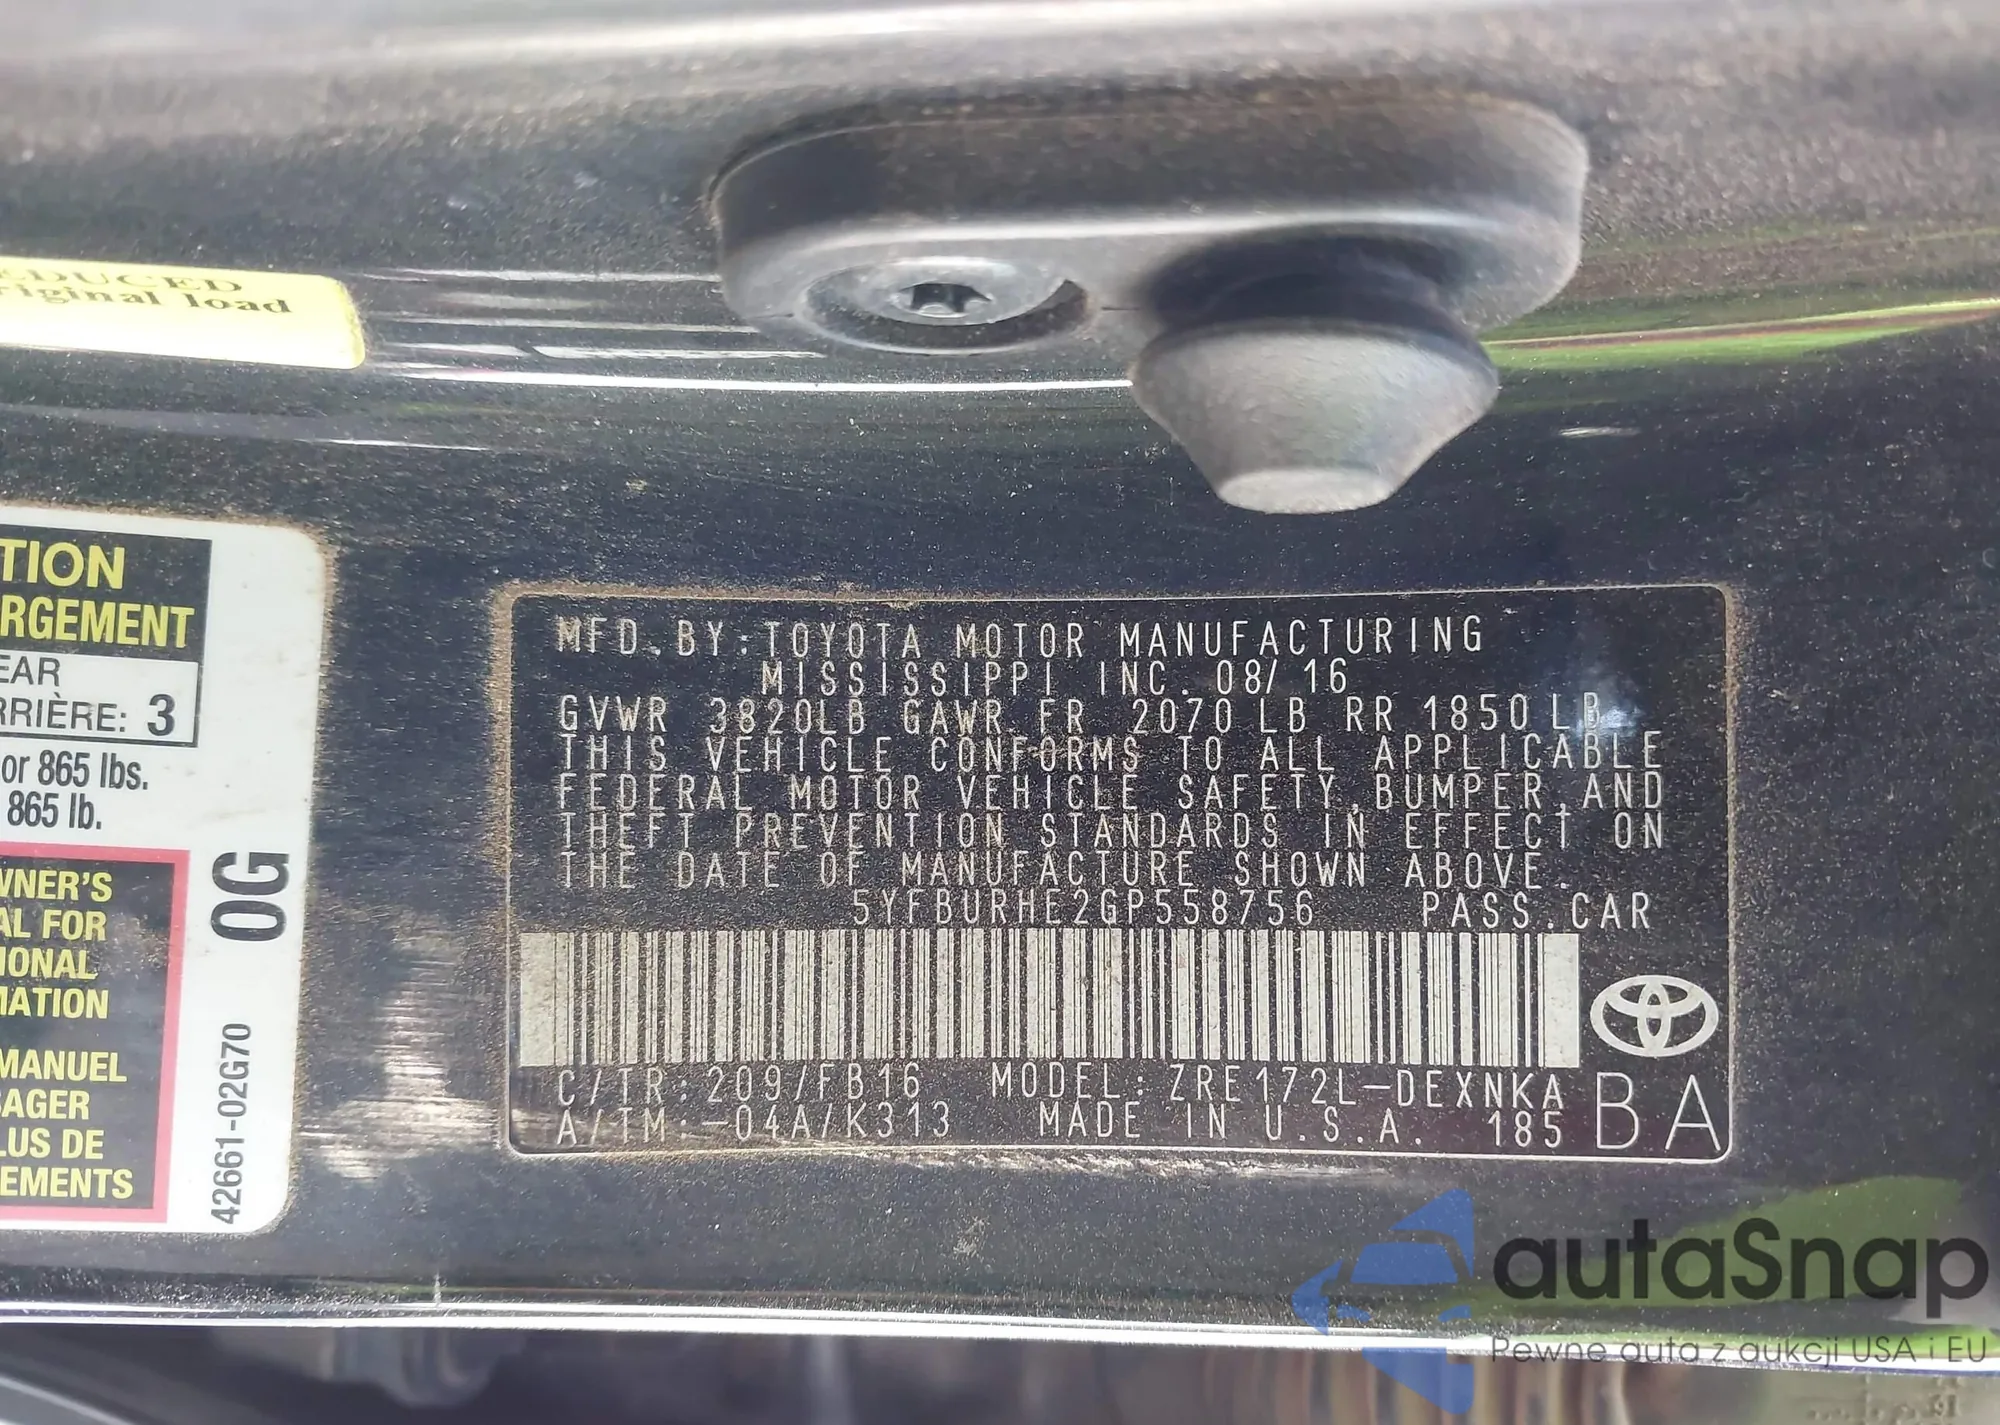 EDUCED
riginal load
TION
RGEMENT
EAR
RRIÈRE: 3
or 865 lbs.
865 lb.
WNER'S
AL FOR
IONAL
MATION
MANUEL
SAGER
LUS DE
EMENTS
0G
42661-02G70
MFD. BY: TOYOTA MOTOR MANUFACTURING
MISSISSIPPI INC. 08/16
GVWR 3820LB GAWR FR 2070 LB RR 1850 LB
THIS VEHICLE CONFORMS TO ALL APPLICABLE
FEDERAL MOTOR VEHICLE SAFETY, BUMPER, AND
THEFT PREVENTION STANDARDS IN EFFECT ON
THE DATE OF MANUFACTURE SHOWN ABOVE.
5YFBURHE2GP558756 PASS. CAR
C/TR: 209/FB16 MODEL: ZRE172L-DEXNKA
A/TM: -04A/K313 MADE IN U.S.A. 185 BA
autaSnap
Pewne auta z aukcji USA i EU